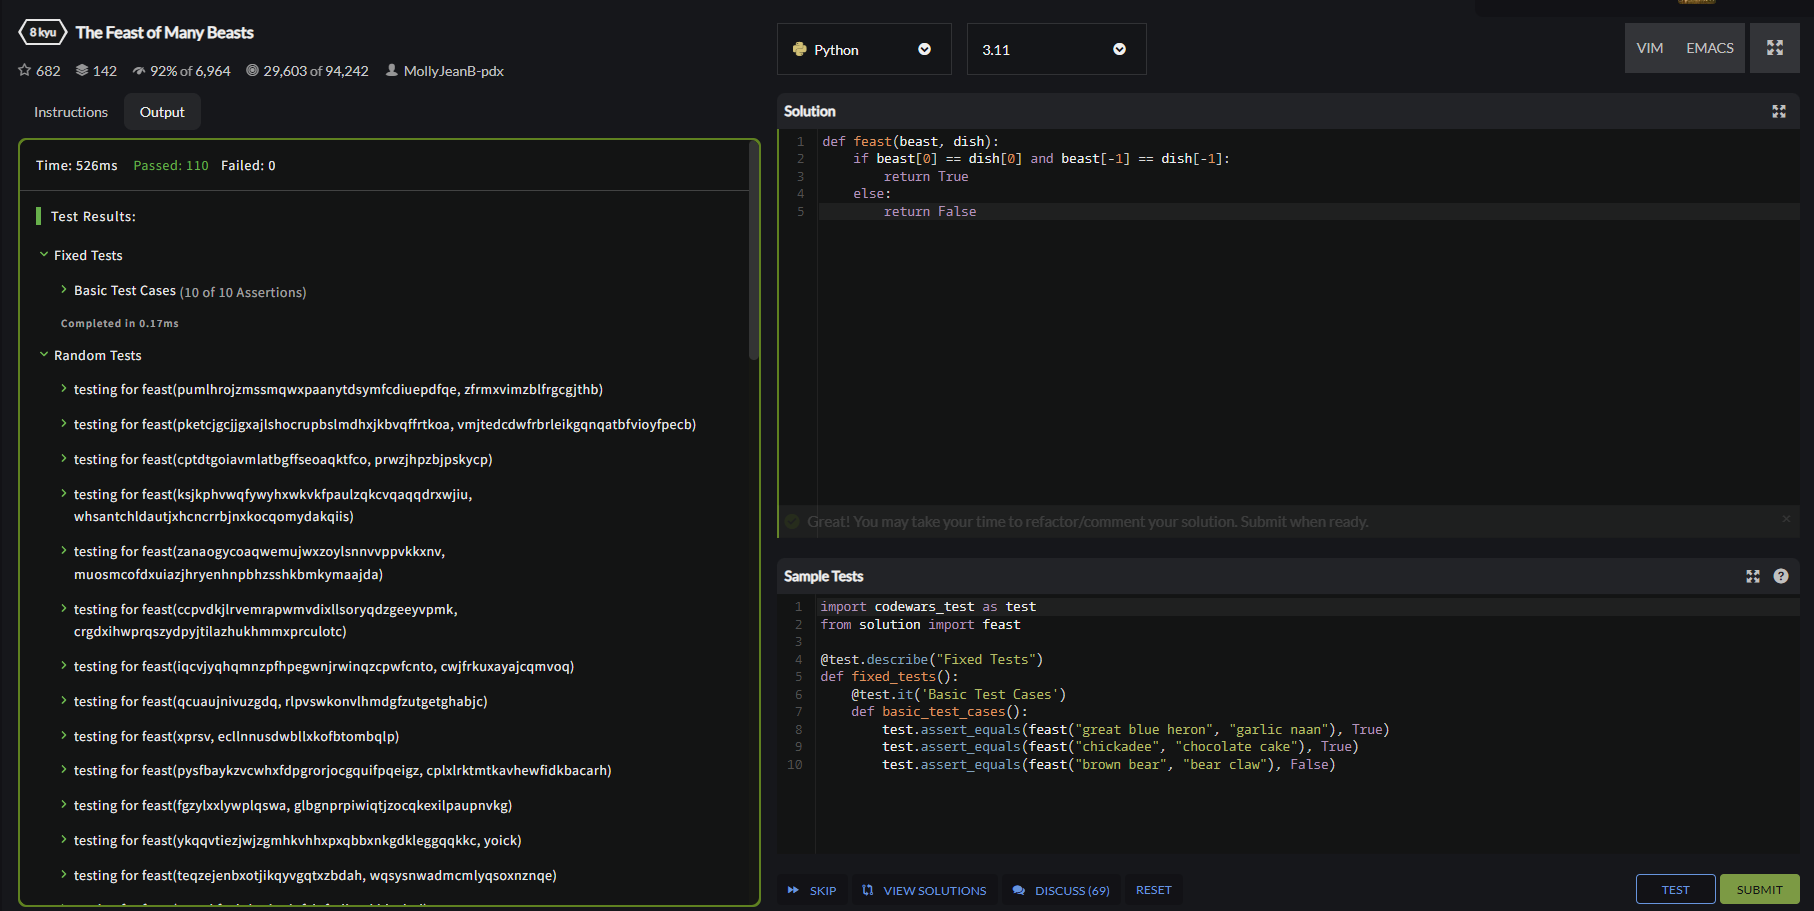 8 kyu The Feast of Many Beasts
682 142 92% of 6,964 29,603 of 94,242 MollyJeanB-pdx
Instructions Output
Time: 526ms Passed: 110 Failed: 0
Test Results:
Fixed Tests
Basic Test Cases (10 of 10 Assertions)
Completed in 0.17ms
Random Tests
testing for feast(pumlhrojzmssmqwxpaanytdsymfcdiuepdfqe, zfrmxvimzblfrgcgjthb)
testing for feast(pketcjgcjjgxajlshocrupbslmdhxjkbvqffrtkoa, vmjtedcdwfrbrleikgqnqatbfvioyfpecb)
testing for feast(cptdtgoiavmlatbgffseoaqktfco, prwzjhpzbjpskycp)
testing for feast(ksjkphvwqfywyhxwkvkfpaulzqkcvqaqqdrxwjiu,
whsantchldautjxhcncrrbjnxkocqomydakqiis)
testing for feast(zanaogycoaqwemujwxzoylsnnvvppvkkxnv,
muosmcofdxuiazjhryenhnpbhzsshkbmkymaajda)
testing for feast(ccpvdkjlrvemrapwmvdixllsoryqdzgeeyvpmk,
crgdxihwprqszydpyjtilazhukhmmxprculotc)
testing for feast(iqcvjyqhqmnzpfhpegwnjrwinqzcpwfcnto, cwjfrkuxayajcqmvoq)
testing for feast(qcuaujnivuzgdq, rlpvswkonvlhmdgfzutgetghabjc)
testing for feast(xprsv, ecllnnusdwbllxkofbtombqlp)
testing for feast(pysfbaykzvcwhxfdpgrorjocgquifpqeigz, cplxlrktmtkavhewfidkbacarh)
testing for feast(fgzylxxlywplqswa, glbgnprpiwiqtjzocqkexilpaupnvkg)
testing for feast(ykqqvtiezjwjzgmhkvhhxpxqbbxnkgdkleggqqkkc, yoick)
testing for feast(teqzejenbxotjikqyvgqtxzbdah, wqsysnwadmcmlyqsoxnznqe)
Python 3.11 VIM EMACS
Solution
1 def feast(beast, dish):
2 if beast[0] == dish[0] and beast[-1] == dish[-1]:
3 return True
4 else:
5 return False
Great! You may take your time to refactor/comment your solution. Submit when ready.
Sample Tests
1 import codewars_test as test
2 from solution import feast
3
4 @test.describe("Fixed Tests")
5 def fixed_tests():
6 @test.it('Basic Test Cases')
7 def basic_test_cases():
8 test.assert_equals(feast("great blue heron", "garlic naan"), True)
9 test.assert_equals(feast("chickadee", "chocolate cake"), True)
10 test.assert_equals(feast("brown bear", "bear claw"), False)
SKIP VIEW SOLUTIONS DISCUSS (69) RESET TEST SUBMIT